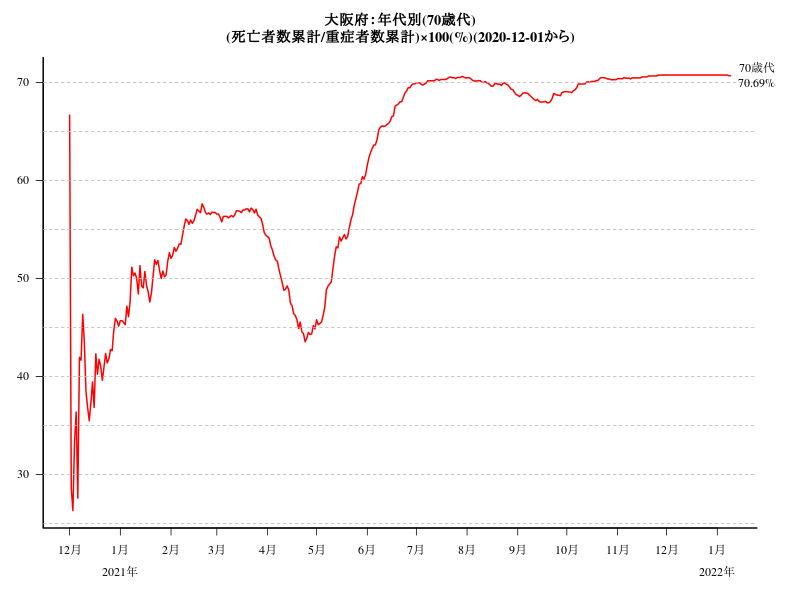 大阪府：年代別(70歳代)
(死亡者数累計/重症者数累計)×100(%)(2020-12-01から)
70歳代
70.69%
70
60
50
40
30
12月 1月 2月 3月 4月 5月 6月 7月 8月 9月 10月 11月 12月 1月
2021年 2022年